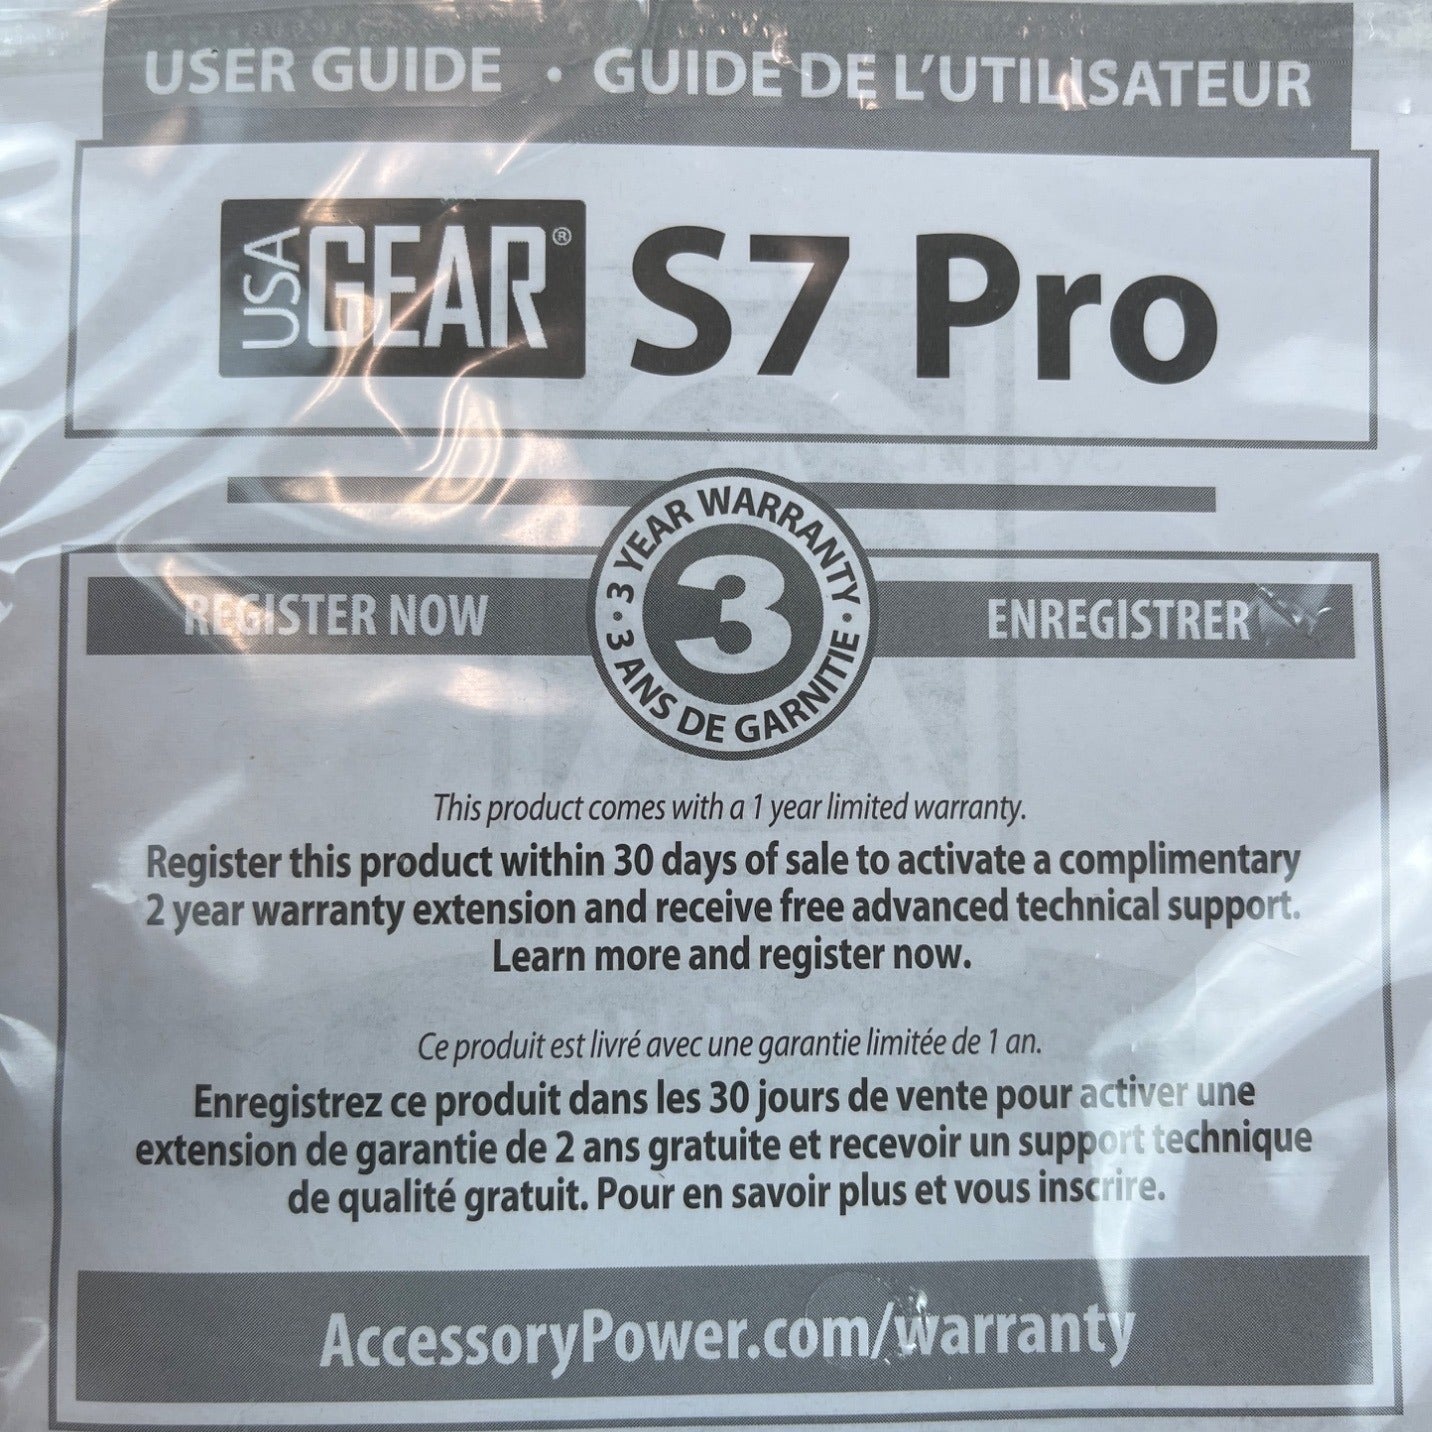 USER GUIDE • GUIDE DE L'UTILISATEUR
USA GEAR® S7 Pro
3 YEAR WARRANTY
3
• 3 ANS DE GARNITIE •
REGISTER NOW
ENREGISTRER
This product comes with a 1 year limited warranty.
Register this product within 30 days of sale to activate a complimentary
2 year warranty extension and receive free advanced technical support.
Learn more and register now.
Ce produit est livré avec une garantie limitée de 1 an.
Enregistrez ce produit dans les 30 jours de vente pour activer une
extension de garantie de 2 ans gratuite et recevoir un support technique
de qualité gratuit. Pour en savoir plus et vous inscrire.
AccessoryPower.com/warranty